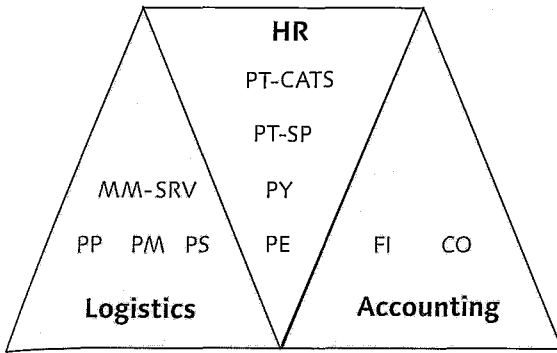 HR
PT-CATS
PT-SP
MM-SRV
PY
PP PM PS
PE
FI CO
Logistics
Accounting